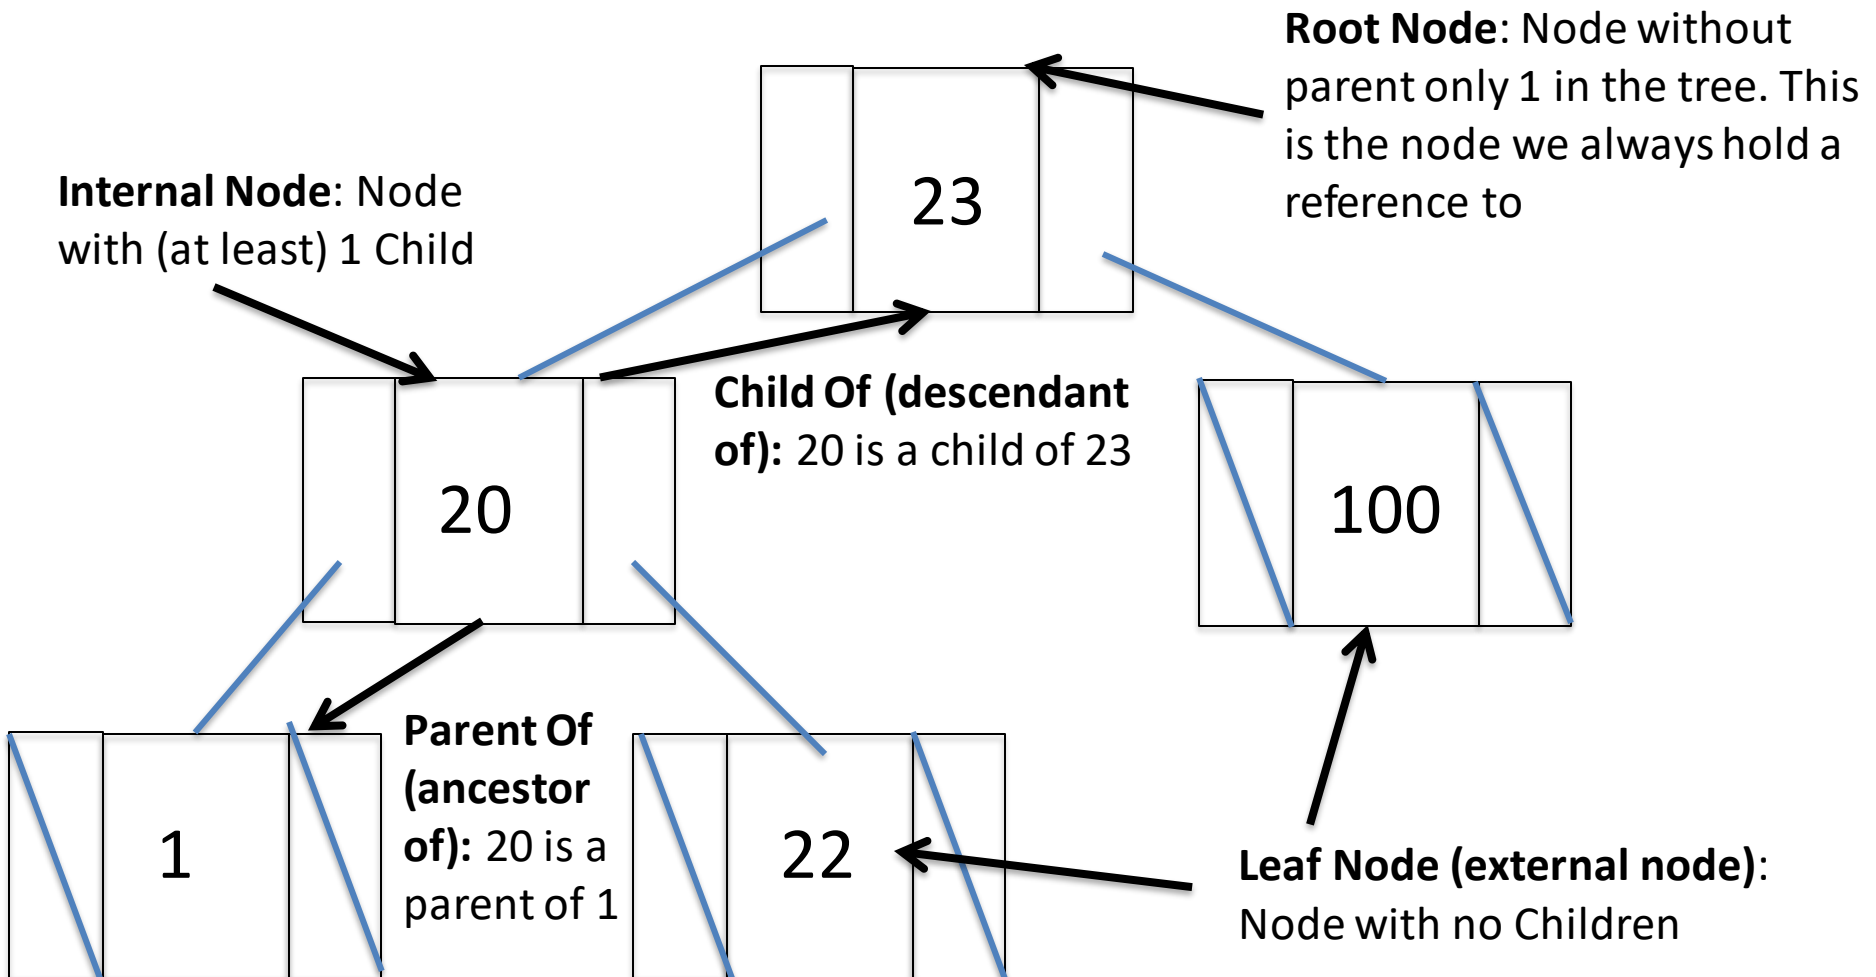 Root Node: Node without
parent only 1 in the tree. This
is the node we always hold a
reference to
23
Internal Node: Node
with (at least) 1 Child
Child Of (descendant
of): 20 is a child of 23
20
100
Parent Of
(ancestor
of): 20 is a
parent of 1
1
22
Leaf Node (external node):
Node with no Children